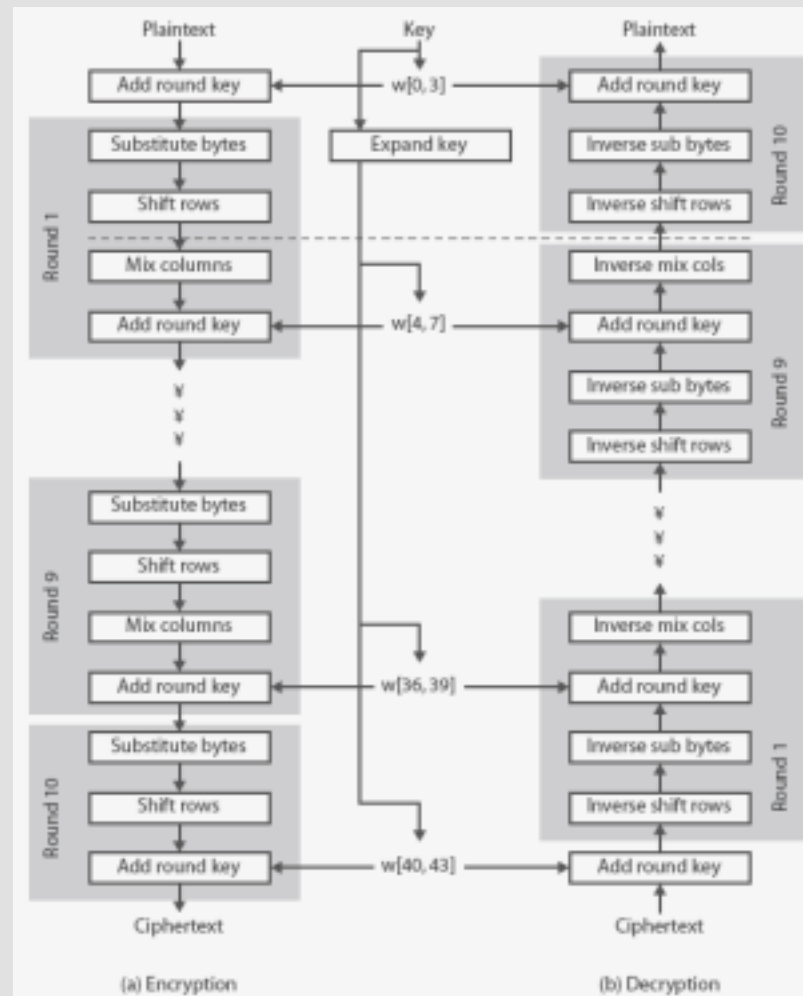 Plaintext
Add round key
Round 1
Substitute bytes
Shift rows
Mix columns
Add round key
¥
¥
¥
Round 9
Substitute bytes
Shift rows
Mix columns
Add round key
Round 10
Substitute bytes
Shift rows
Add round key
Ciphertext
(a) Encryption
Key
w[0, 3]
Expand key
w[4, 7]
w[36, 39]
w[40, 43]
Plaintext
Add round key
Inverse sub bytes
Inverse shift rows
Round 10
Inverse mix cols
Add round key
Inverse sub bytes
Inverse shift rows
Round 9
¥
¥
¥
Inverse mix cols
Add round key
Inverse sub bytes
Inverse shift rows
Round 1
Add round key
Ciphertext
(b) Decryption